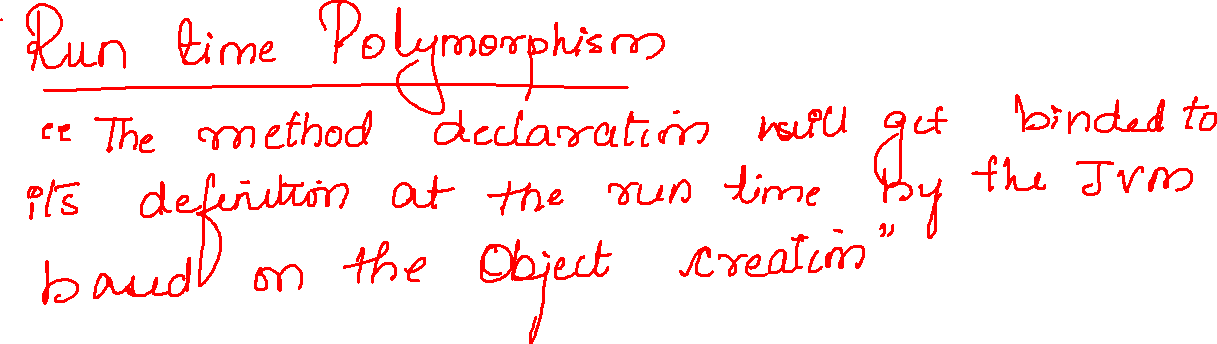 Run time Polymorphism
"The method declaration will get binded to
its definition at the run time by the JVM
based on the Object creation"